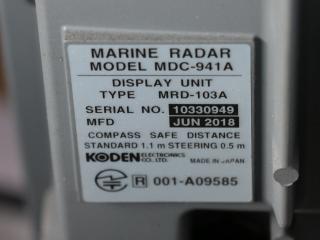 MARINE RADAR
MODEL MDC-941A
DISPLAY UNIT
TYPE MRD-103A
SERIAL NO. 10330949
MFD JUN 2018
COMPASS SAFE DISTANCE
STANDARD 1.1 m STEERING 0.5 m
KODEN ELECTRONICS CO., LTD. MADE IN JAPAN
R 001-A09585